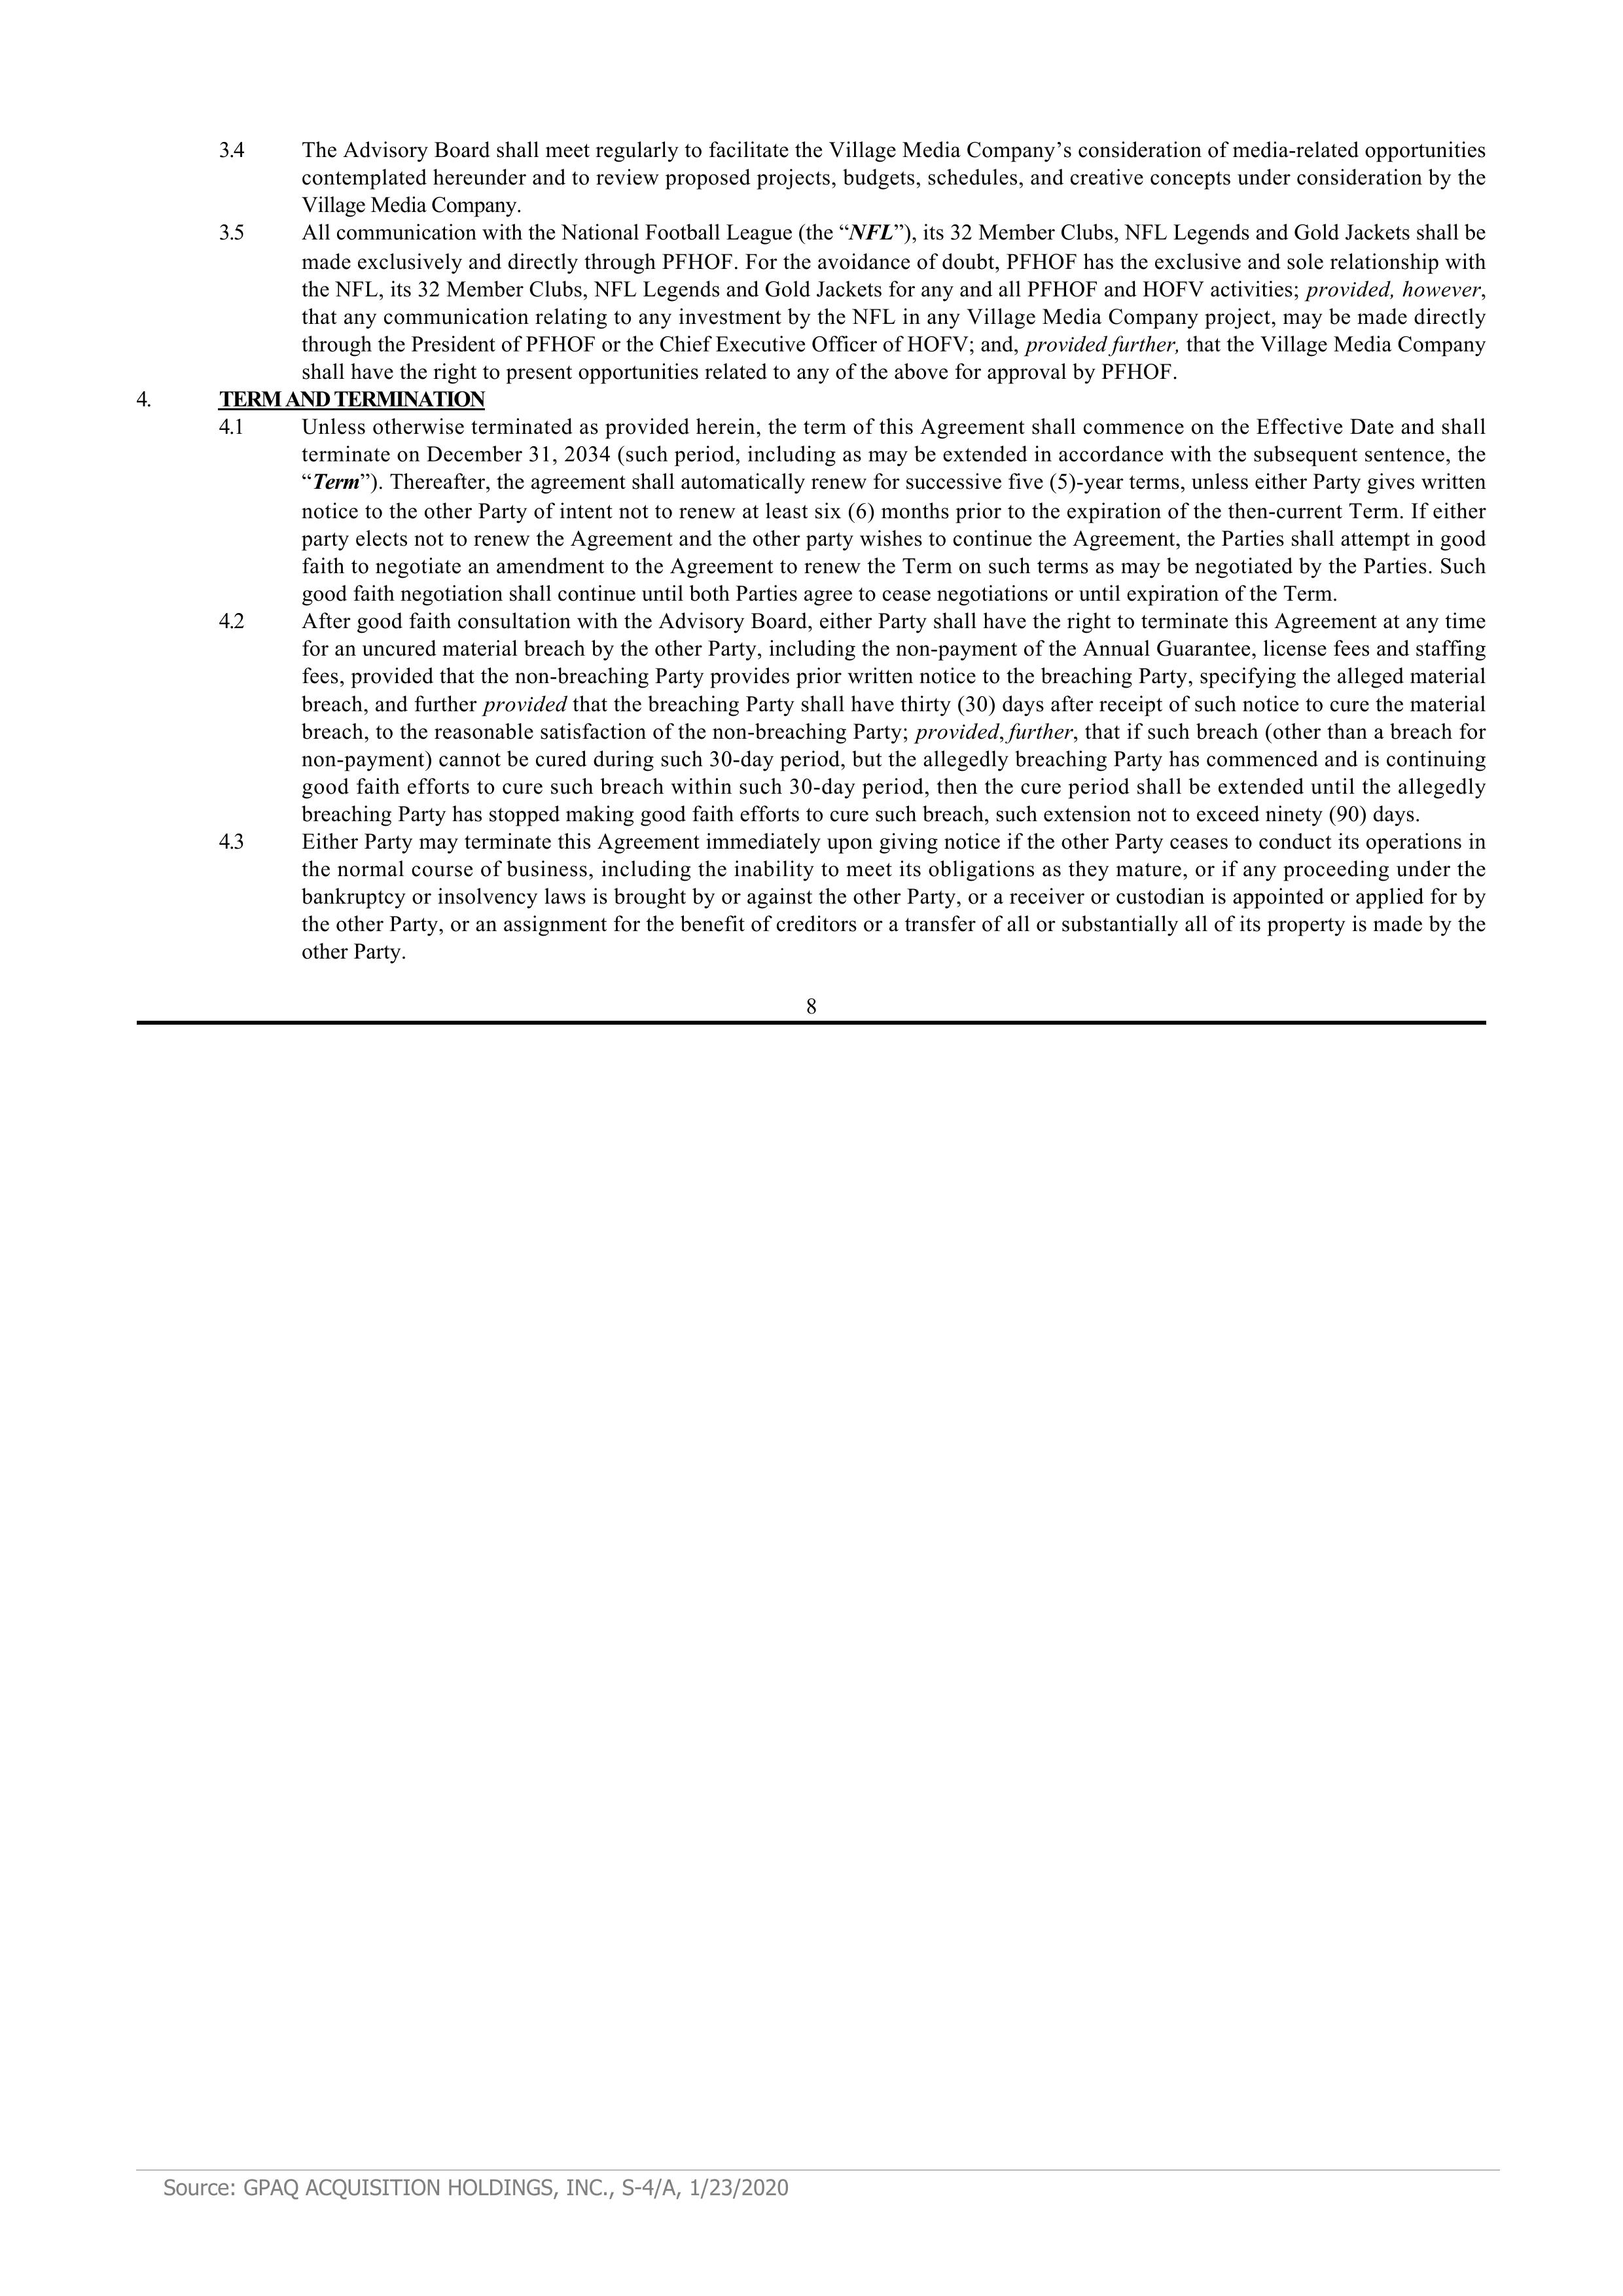 3.4 The Advisory Board shall meet regularly to facilitate the Village Media Company’s consideration of media-related opportunities
contemplated hereunder and to review proposed projects, budgets, schedules, and creative concepts under consideration by the
Village Media Company.
3.5 All communication with the National Football League (the “NFL”), its 32 Member Clubs, NFL Legends and Gold Jackets shall be
made exclusively and directly through PFHOF. For the avoidance of doubt, PFHOF has the exclusive and sole relationship with
the NFL, its 32 Member Clubs, NFL Legends and Gold Jackets for any and all PFHOF and HOFV activities; provided, however,
that any communication relating to any investment by the NFL in any Village Media Company project, may be made directly
through the President of PFHOF or the Chief Executive Officer of HOFV; and, provided further, that the Village Media Company
shall have the right to present opportunities related to any of the above for approval by PFHOF.
4. TERM AND TERMINATION
4.1 Unless otherwise terminated as provided herein, the term of this Agreement shall commence on the Effective Date and shall
terminate on December 31, 2034 (such period, including as may be extended in accordance with the subsequent sentence, the
“Term”). Thereafter, the agreement shall automatically renew for successive five (5)-year terms, unless either Party gives written
notice to the other Party of intent not to renew at least six (6) months prior to the expiration of the then-current Term. If either
party elects not to renew the Agreement and the other party wishes to continue the Agreement, the Parties shall attempt in good
faith to negotiate an amendment to the Agreement to renew the Term on such terms as may be negotiated by the Parties. Such
good faith negotiation shall continue until both Parties agree to cease negotiations or until expiration of the Term.
4.2 After good faith consultation with the Advisory Board, either Party shall have the right to terminate this Agreement at any time
for an uncured material breach by the other Party, including the non-payment of the Annual Guarantee, license fees and staffing
fees, provided that the non-breaching Party provides prior written notice to the breaching Party, specifying the alleged material
breach, and further provided that the breaching Party shall have thirty (30) days after receipt of such notice to cure the material
breach, to the reasonable satisfaction of the non-breaching Party; provided, further, that if such breach (other than a breach for
non-payment) cannot be cured during such 30-day period, but the allegedly breaching Party has commenced and is continuing
good faith efforts to cure such breach within such 30-day period, then the cure period shall be extended until the allegedly
breaching Party has stopped making good faith efforts to cure such breach, such extension not to exceed ninety (90) days.
4.3 Either Party may terminate this Agreement immediately upon giving notice if the other Party ceases to conduct its operations in
the normal course of business, including the inability to meet its obligations as they mature, or if any proceeding under the
bankruptcy or insolvency laws is brought by or against the other Party, or a receiver or custodian is appointed or applied for by
the other Party, or an assignment for the benefit of creditors or a transfer of all or substantially all of its property is made by the
other Party.
8
Source: GPAQ ACQUISITION HOLDINGS, INC., S-4/A, 1/23/2020